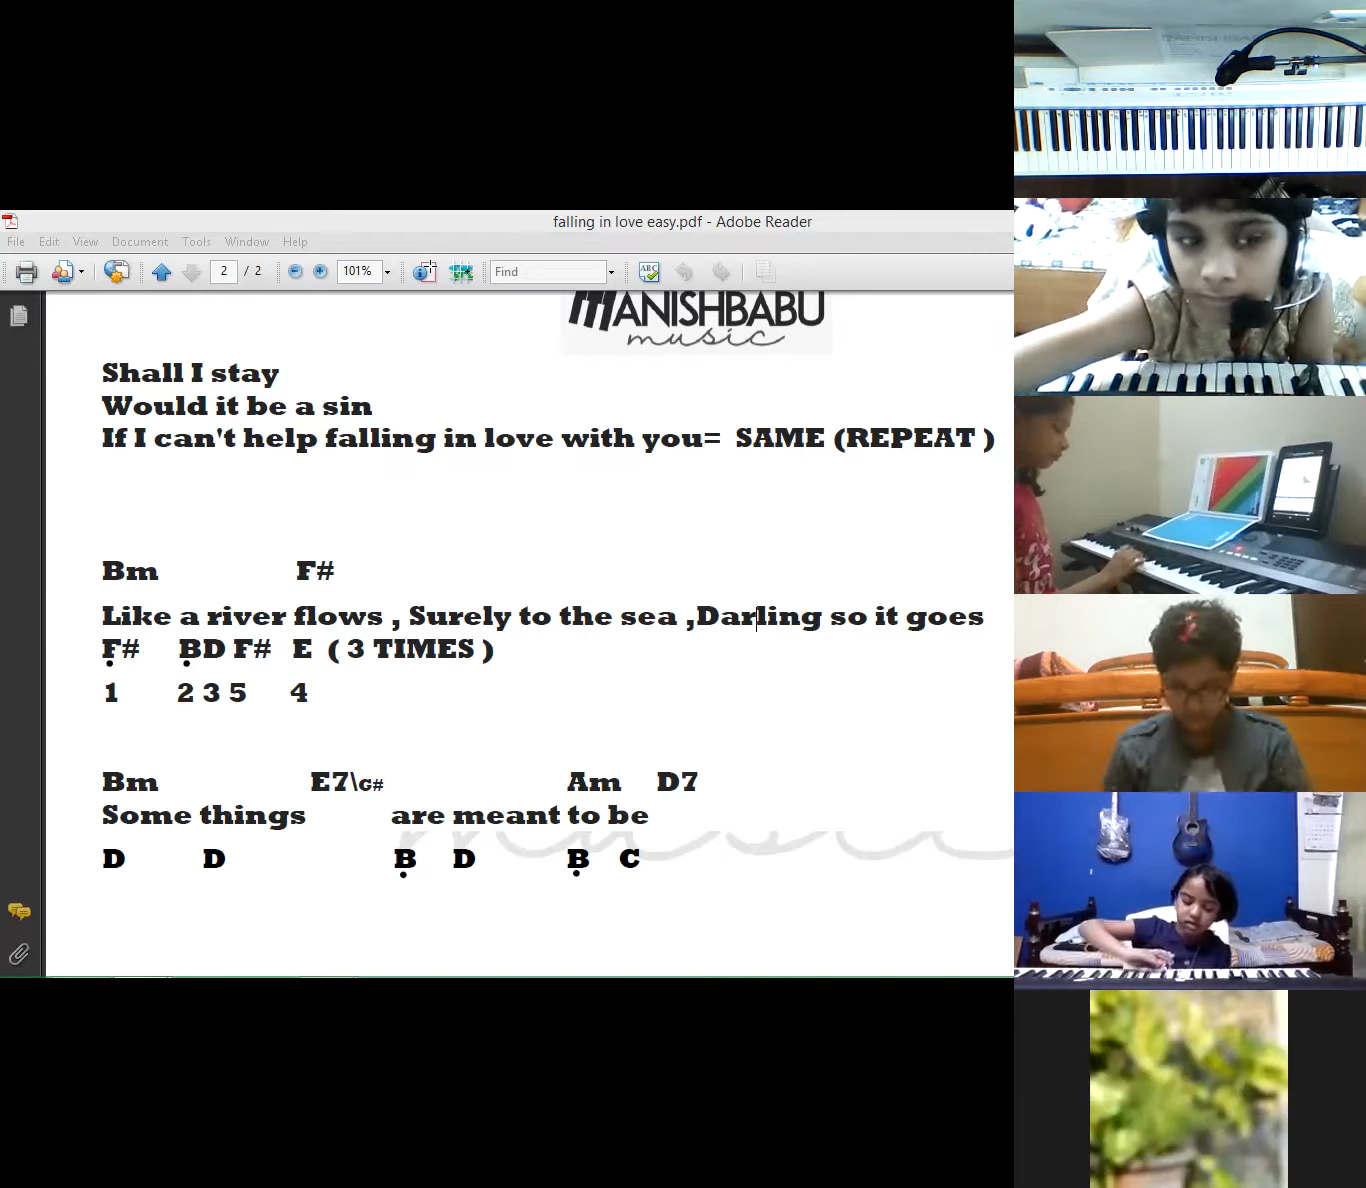 falling in love easy.pdf - Adobe Reader
File Edit View Document Tools Window Help
2 / 2 101% Find
MANISHBABU
music
Shall I stay
Would it be a sin
If I can't help falling in love with you= SAME (REPEAT )
Bm F#
Like a river flows , Surely to the sea ,Darling so it goes
F# BD F# E ( 3 TIMES )
1 2 3 5 4
Bm E7\G# Am D7
Some things are meant to be
D D B D B C
music